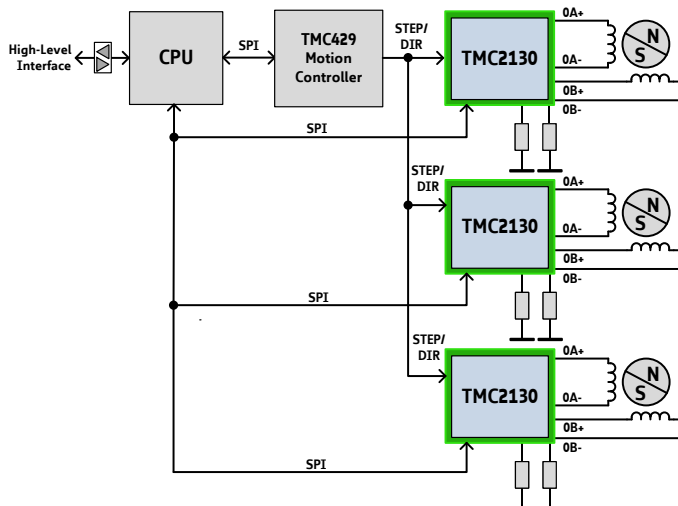 High-Level
Interface
CPU
SPI
TMC429
Motion
Controller
STEP/
DIR
TMC2130
0A+
0A-
0B+
0B-
N
S
SPI
STEP/
DIR
TMC2130
0A+
0A-
0B+
0B-
N
S
SPI
STEP/
DIR
TMC2130
0A+
0A-
0B+
0B-
N
S
SPI